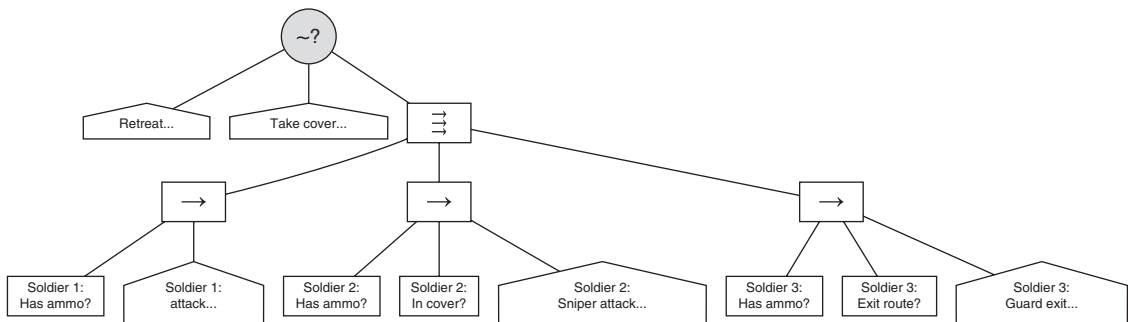 ~?
Retreat...
Take cover...
→
→
→
→
→
→
Soldier 1:
Has ammo?
Soldier 1:
attack...
Soldier 2:
Has ammo?
Soldier 2:
In cover?
Soldier 2:
Sniper attack...
Soldier 3:
Has ammo?
Soldier 3:
Exit route?
Soldier 3:
Guard exit...